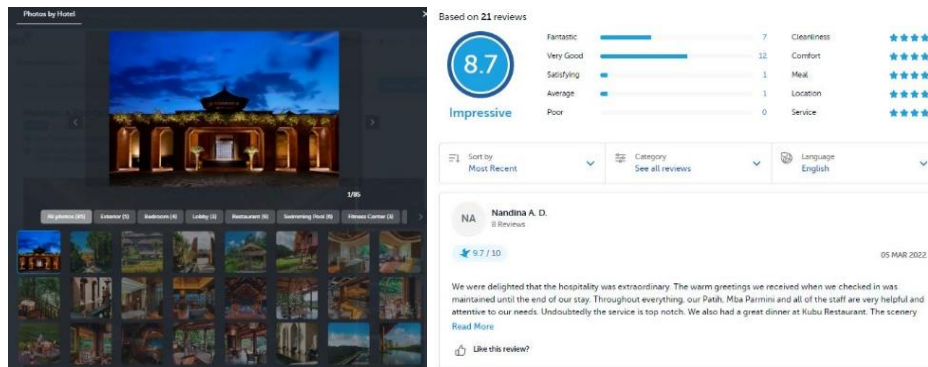 Photos by Hotel
1/85
All photos (85)
Exterior (5)
Bedroom (4)
Lobby (3)
Restaurant (6)
Swimming Pool (6)
Fitness Center (3)
Based on 21 reviews
8.7
Impressive
Fantastic 7
Very Good 12
Satisfying 1
Average 1
Poor 0
Cleanliness
Comfort
Meal
Location
Service
Sort by
Most Recent
Category
See all reviews
Language
English
NA
Nandina A. D.
8 Reviews
9.7 / 10
05 MAR 2022
We were delighted that the hospitality was extraordinary. The warm greetings we received when we checked in was
maintained until the end of our stay. Throughout everything, our Patih, Mba Parmini and all of the staff are very helpful and
attentive to our needs. Undoubtedly the service is top notch. We also had a great dinner at Kubu Restaurant. The scenery
Read More
Like this review?